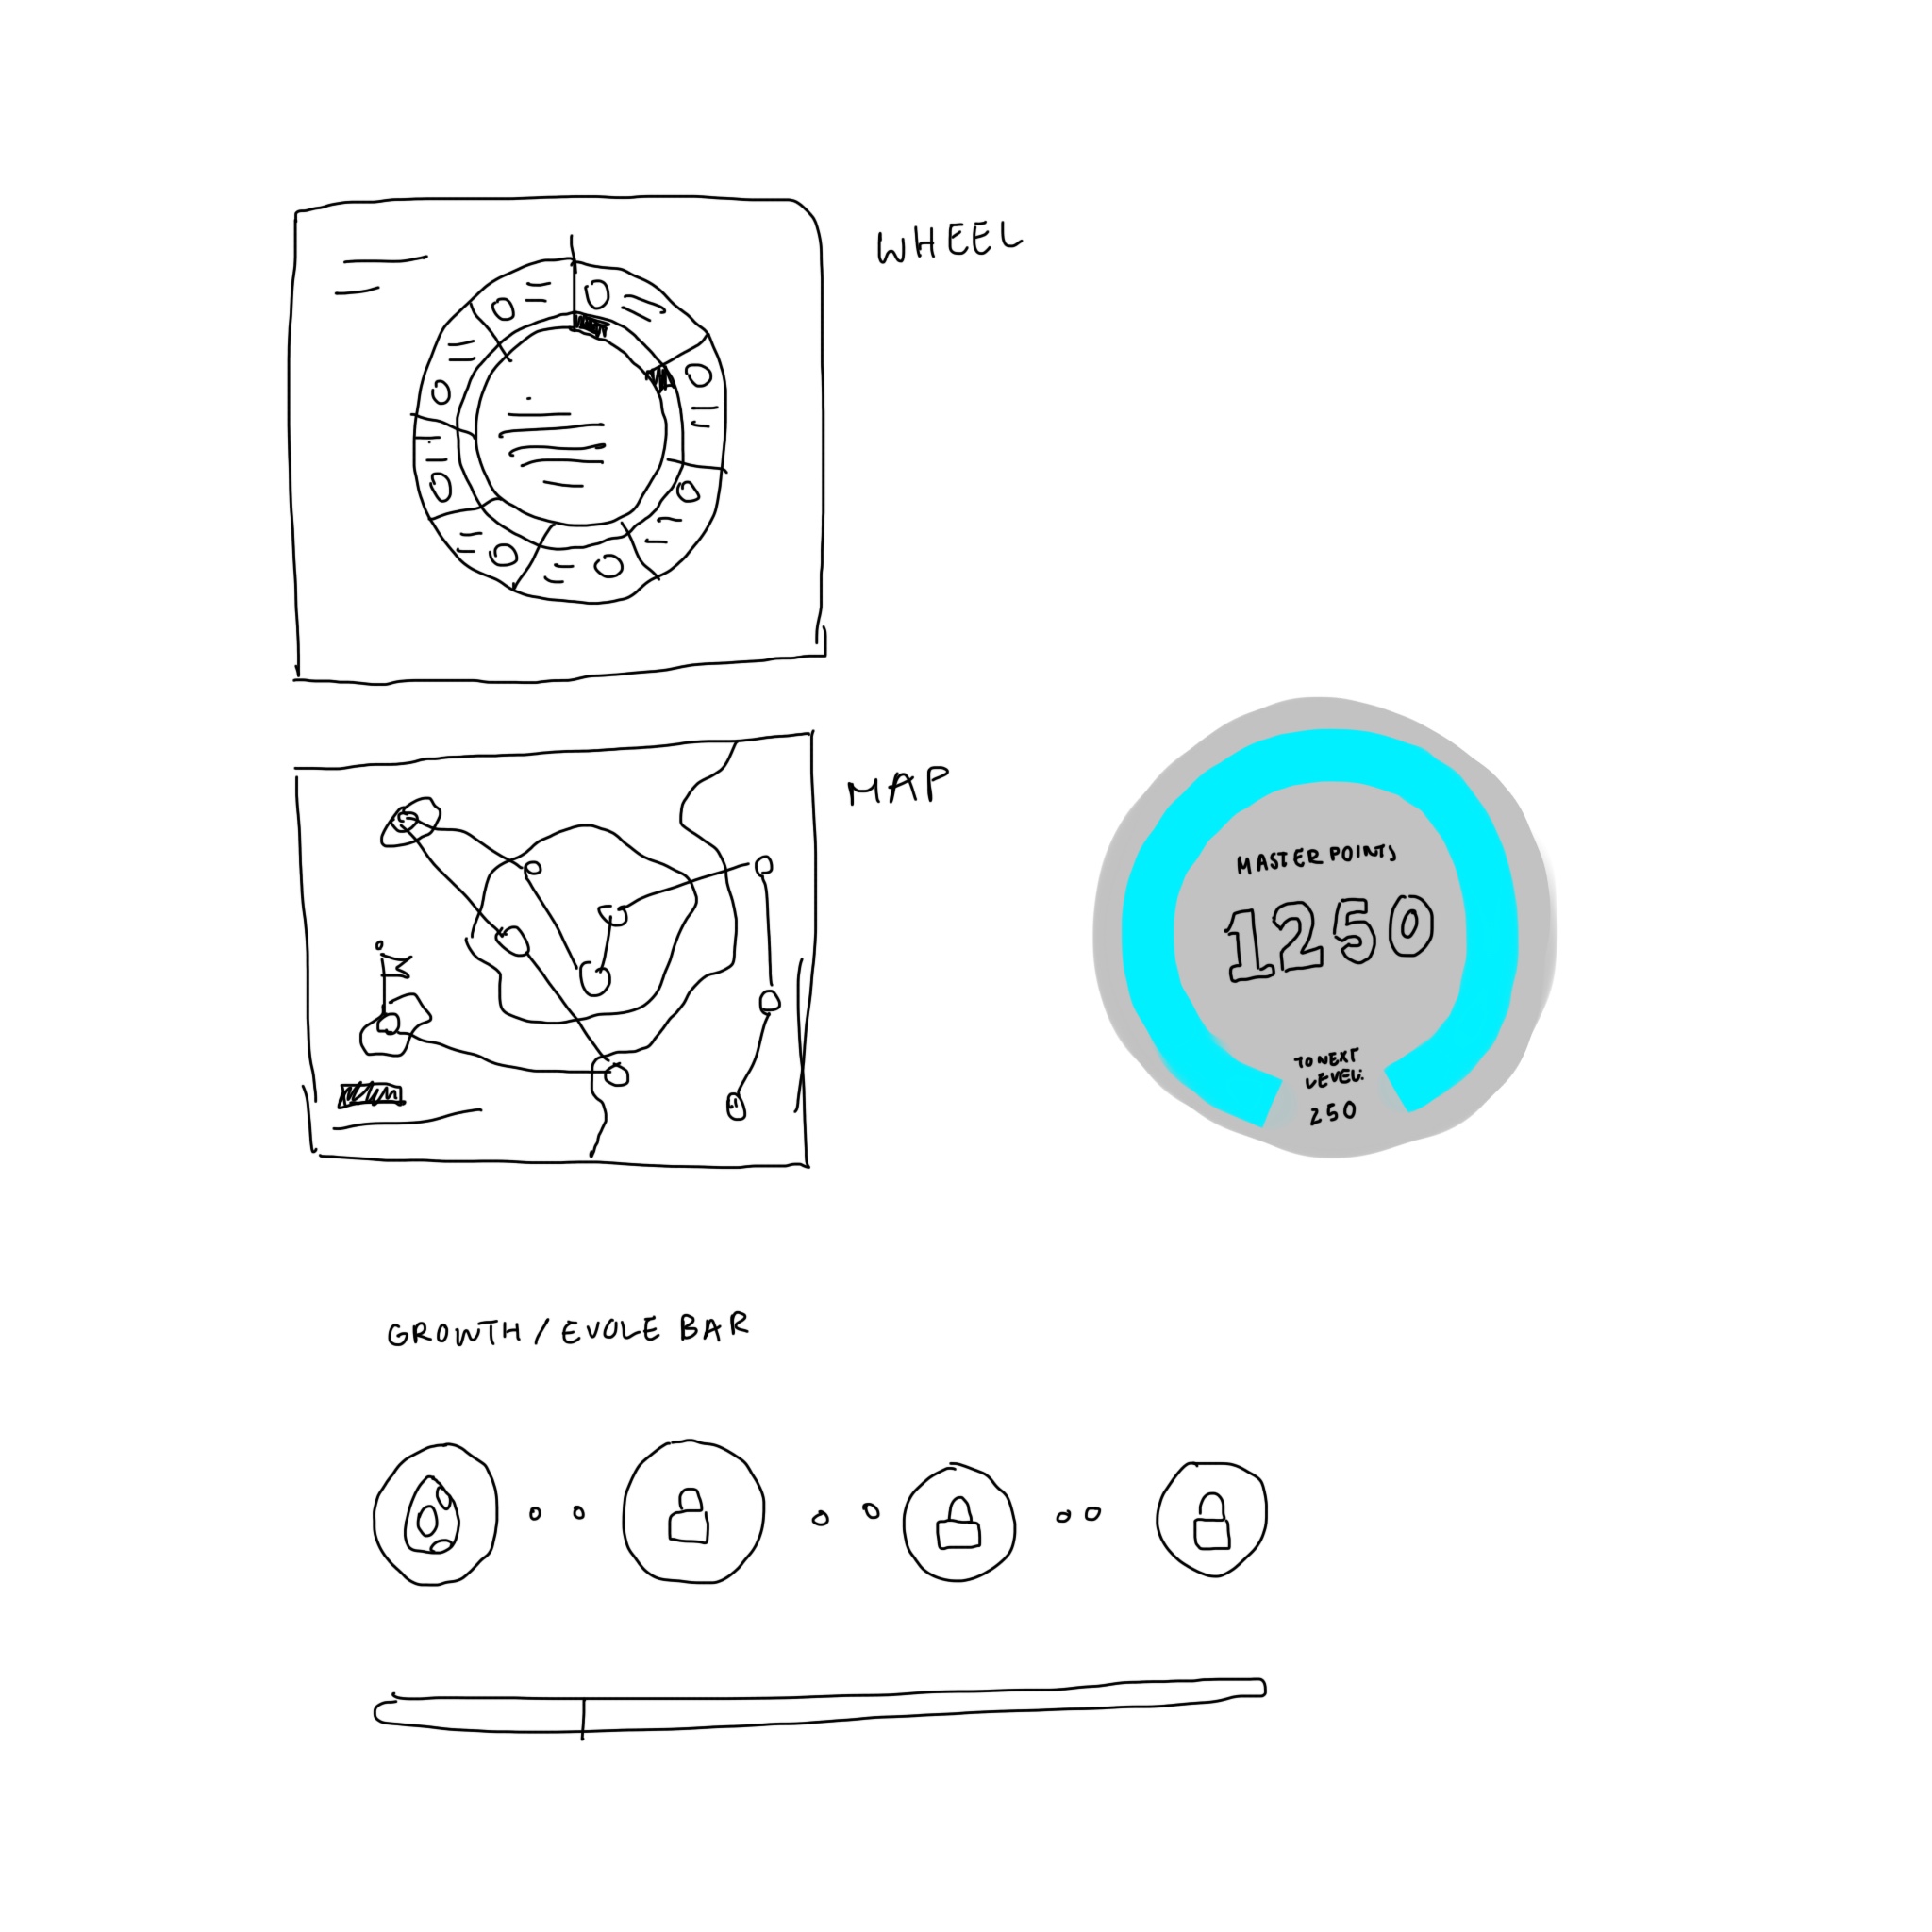 WHEEL
MAP
MASTER POINTS
1250
TO NEXT
LEVEL:
250
GROWTH / EVOLE BAR